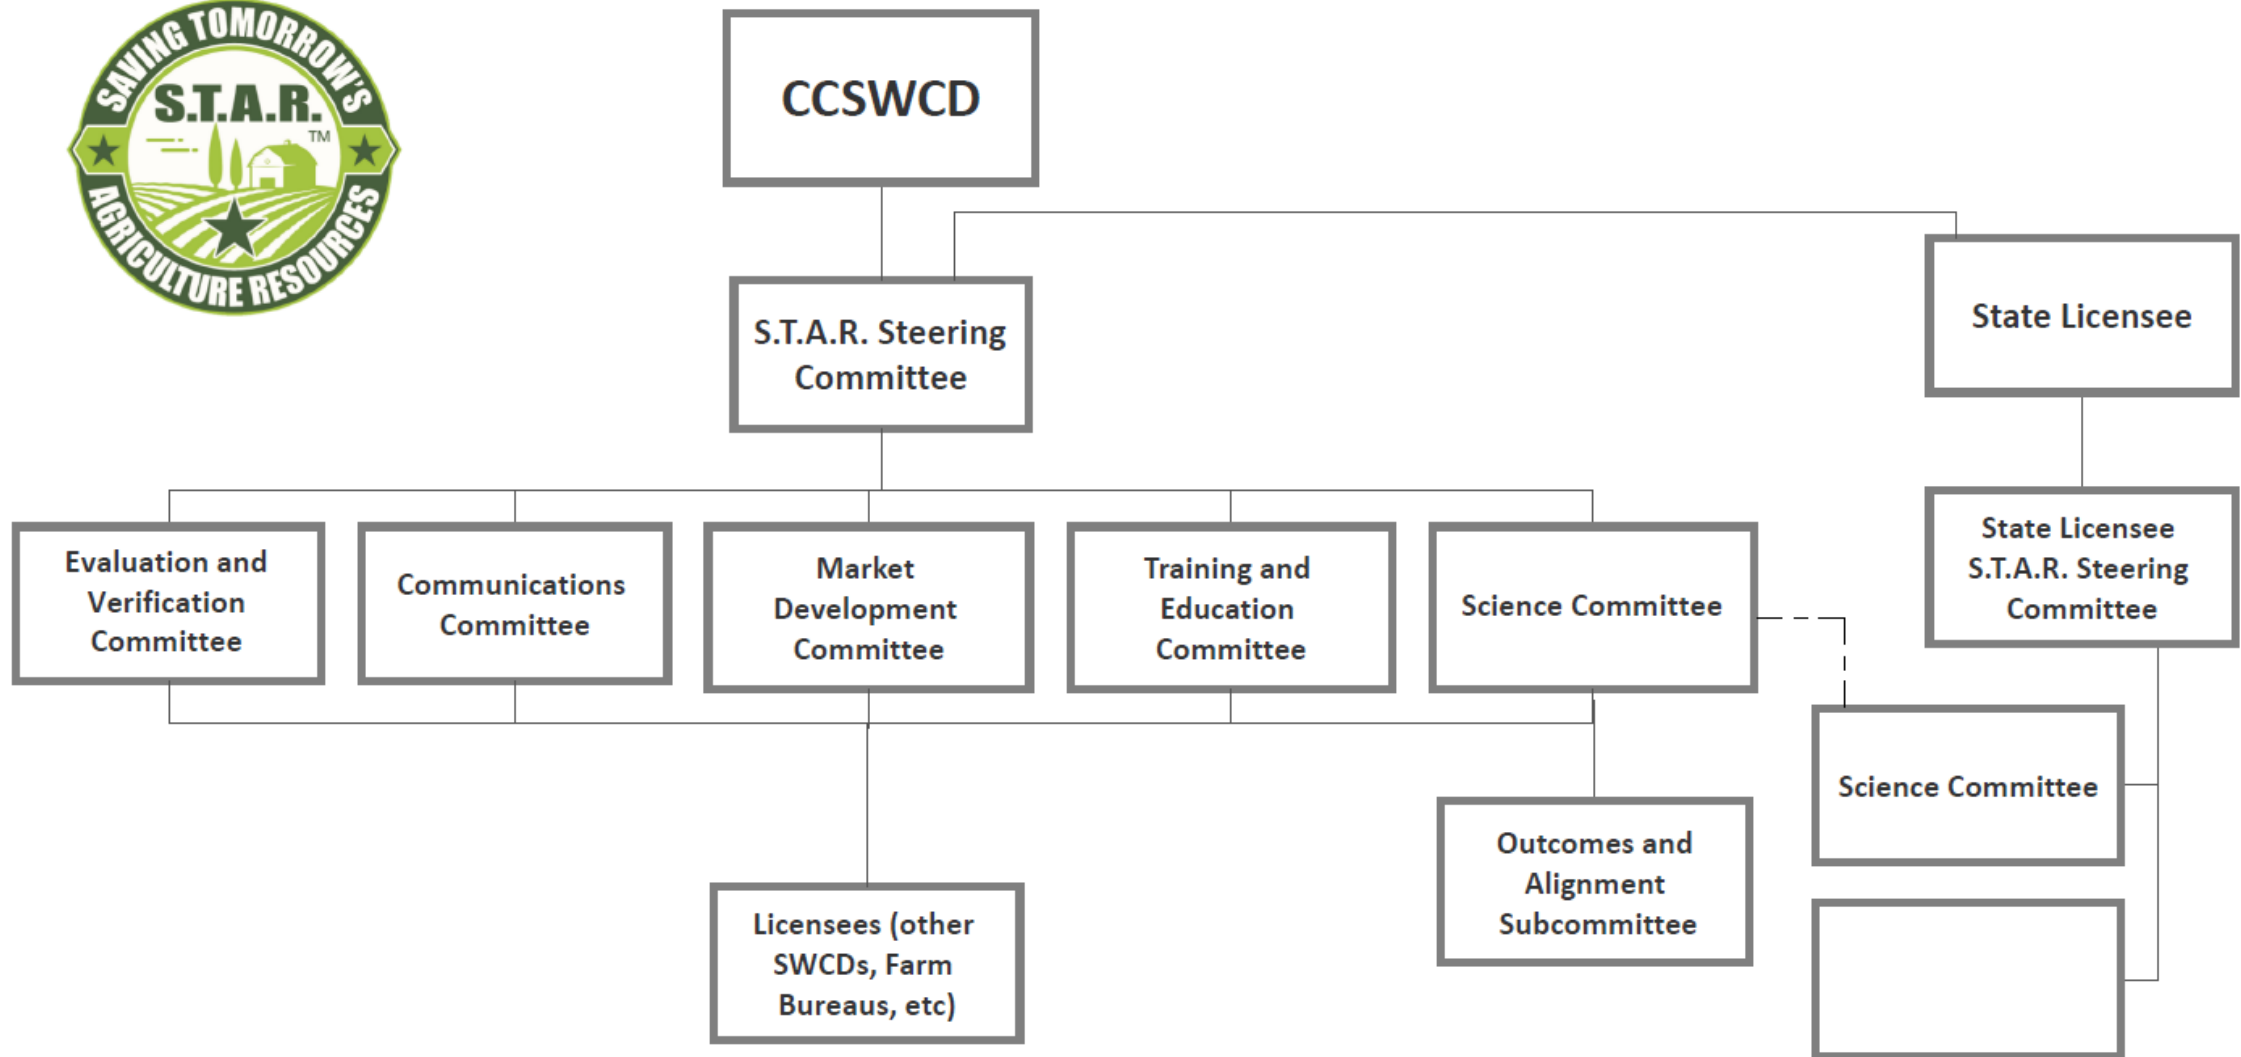 SAVING TOMORROW'S
S.T.A.R.
TM
AGRICULTURE RESOURCES
CCSWCD
S.T.A.R. Steering
Committee
State Licensee
Evaluation and
Verification
Committee
Communications
Committee
Market
Development
Committee
Training and
Education
Committee
Science Committee
State Licensee
S.T.A.R. Steering
Committee
Science Committee
Outcomes and
Alignment
Subcommittee
Licensees (other
SWCDs, Farm
Bureaus, etc)